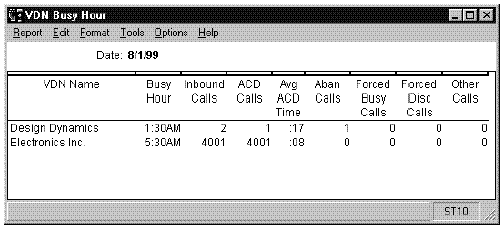 VDN Busy Hour
Report Edit Format Tools Options Help
Date: 8/1/99
VDN Name Busy Inbound ACD Avg Aban Forced Forced Other
Hour Calls Calls ACD Calls Busy Disc Calls
Time Calls Calls
Design Dynamics 1:30AM 2 1 :17 1 0 0 0
Electronics Inc. 5:30AM 4001 4001 :08 0 0 0 0
ST10